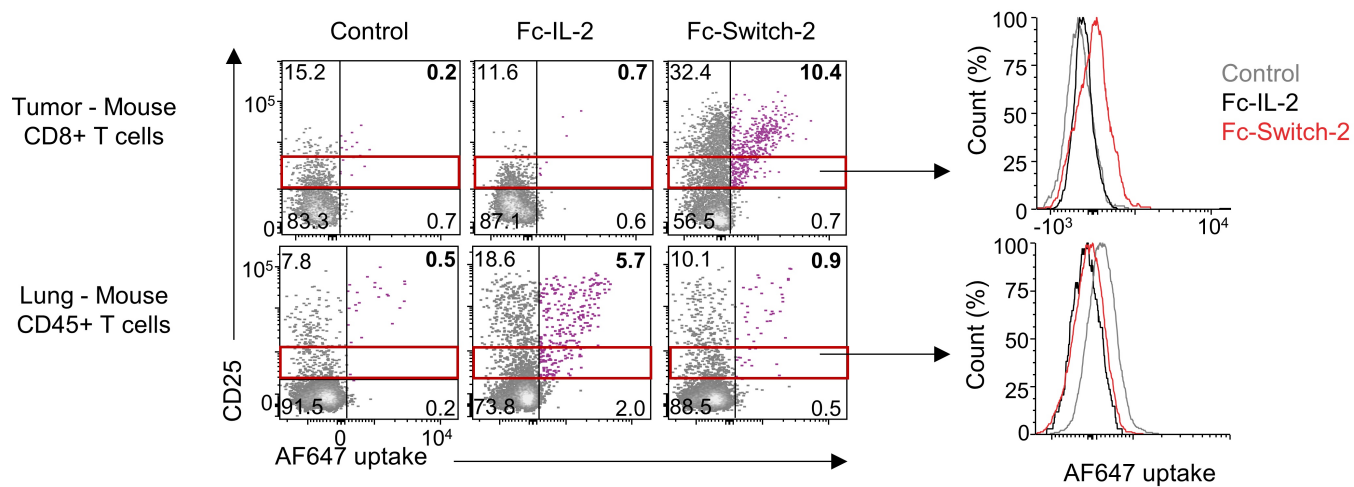 Control
Fc-IL-2
Fc-Switch-2
Tumor - Mouse
CD8+ T cells
15.2
0.2
11.6
0.7
32.4
10.4
10⁵
0
83.3
0.7
87.1
0.6
56.5
0.7
Lung - Mouse
CD45+ T cells
7.8
0.5
18.6
5.7
10.1
0.9
10⁵
0
91.5
0.2
73.8
2.0
88.5
0.5
0
10⁴
CD25
AF647 uptake
Count (%)
100
75
50
25
0
-10³
10⁴
Control
Fc-IL-2
Fc-Switch-2
Count (%)
100
75
50
25
0
AF647 uptake